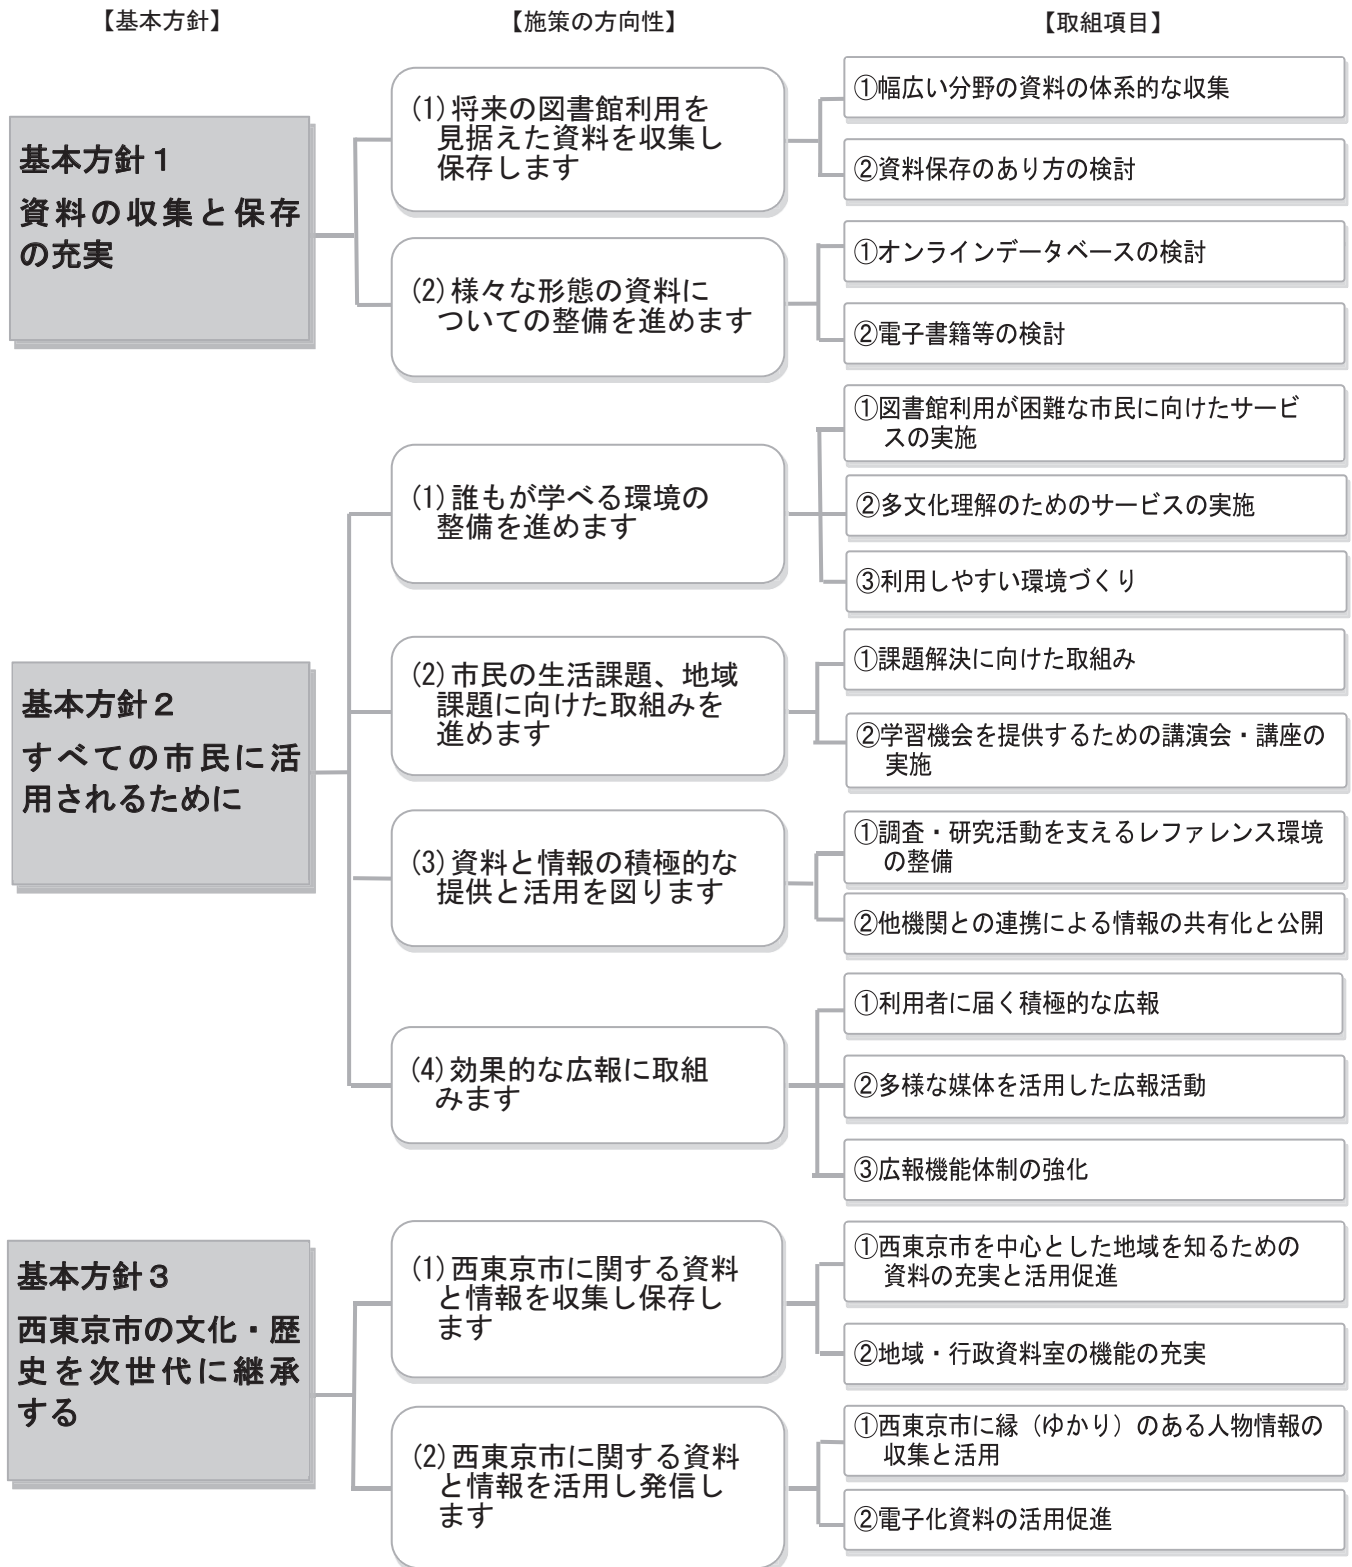 【基本方針】
【施策の方向性】
【取組項目】
基本方針１
資料の収集と保存
の充実
(1)将来の図書館利用を
見据えた資料を収集し
保存します
①幅広い分野の資料の体系的な収集
②資料保存のあり方の検討
(2)様々な形態の資料に
ついての整備を進めます
①オンラインデータベースの検討
②電子書籍等の検討
基本方針２
すべての市民に活
用されるために
(1)誰もが学べる環境の
整備を進めます
①図書館利用が困難な市民に向けたサービ
スの実施
②多文化理解のためのサービスの実施
③利用しやすい環境づくり
(2)市民の生活課題、地域
課題に向けた取組みを
進めます
①課題解決に向けた取組み
②学習機会を提供するための講演会・講座の
実施
(3)資料と情報の積極的な
提供と活用を図ります
①調査・研究活動を支えるレファレンス環境
の整備
②他機関との連携による情報の共有化と公開
(4)効果的な広報に取組
みます
①利用者に届く積極的な広報
②多様な媒体を活用した広報活動
③広報機能体制の強化
基本方針３
西東京市の文化・歴
史を次世代に継承
する
(1)西東京市に関する資料
と情報を収集し保存し
ます
①西東京市を中心とした地域を知るための
資料の充実と活用促進
②地域・行政資料室の機能の充実
(2)西東京市に関する資料
と情報を活用し発信し
ます
①西東京市に縁（ゆかり）のある人物情報の
収集と活用
②電子化資料の活用促進